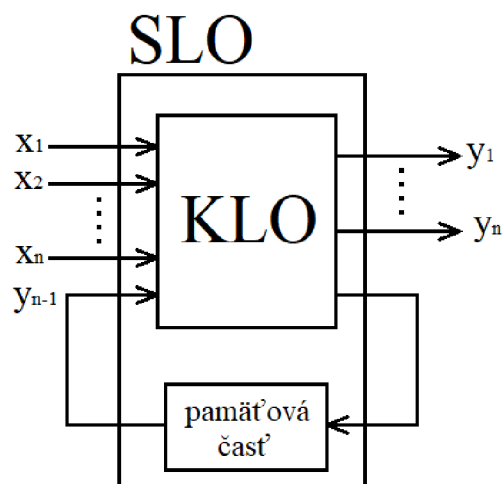 SLO
x1
x2
xn
yn-1
KLO
y1
yn
pamäťová
časť